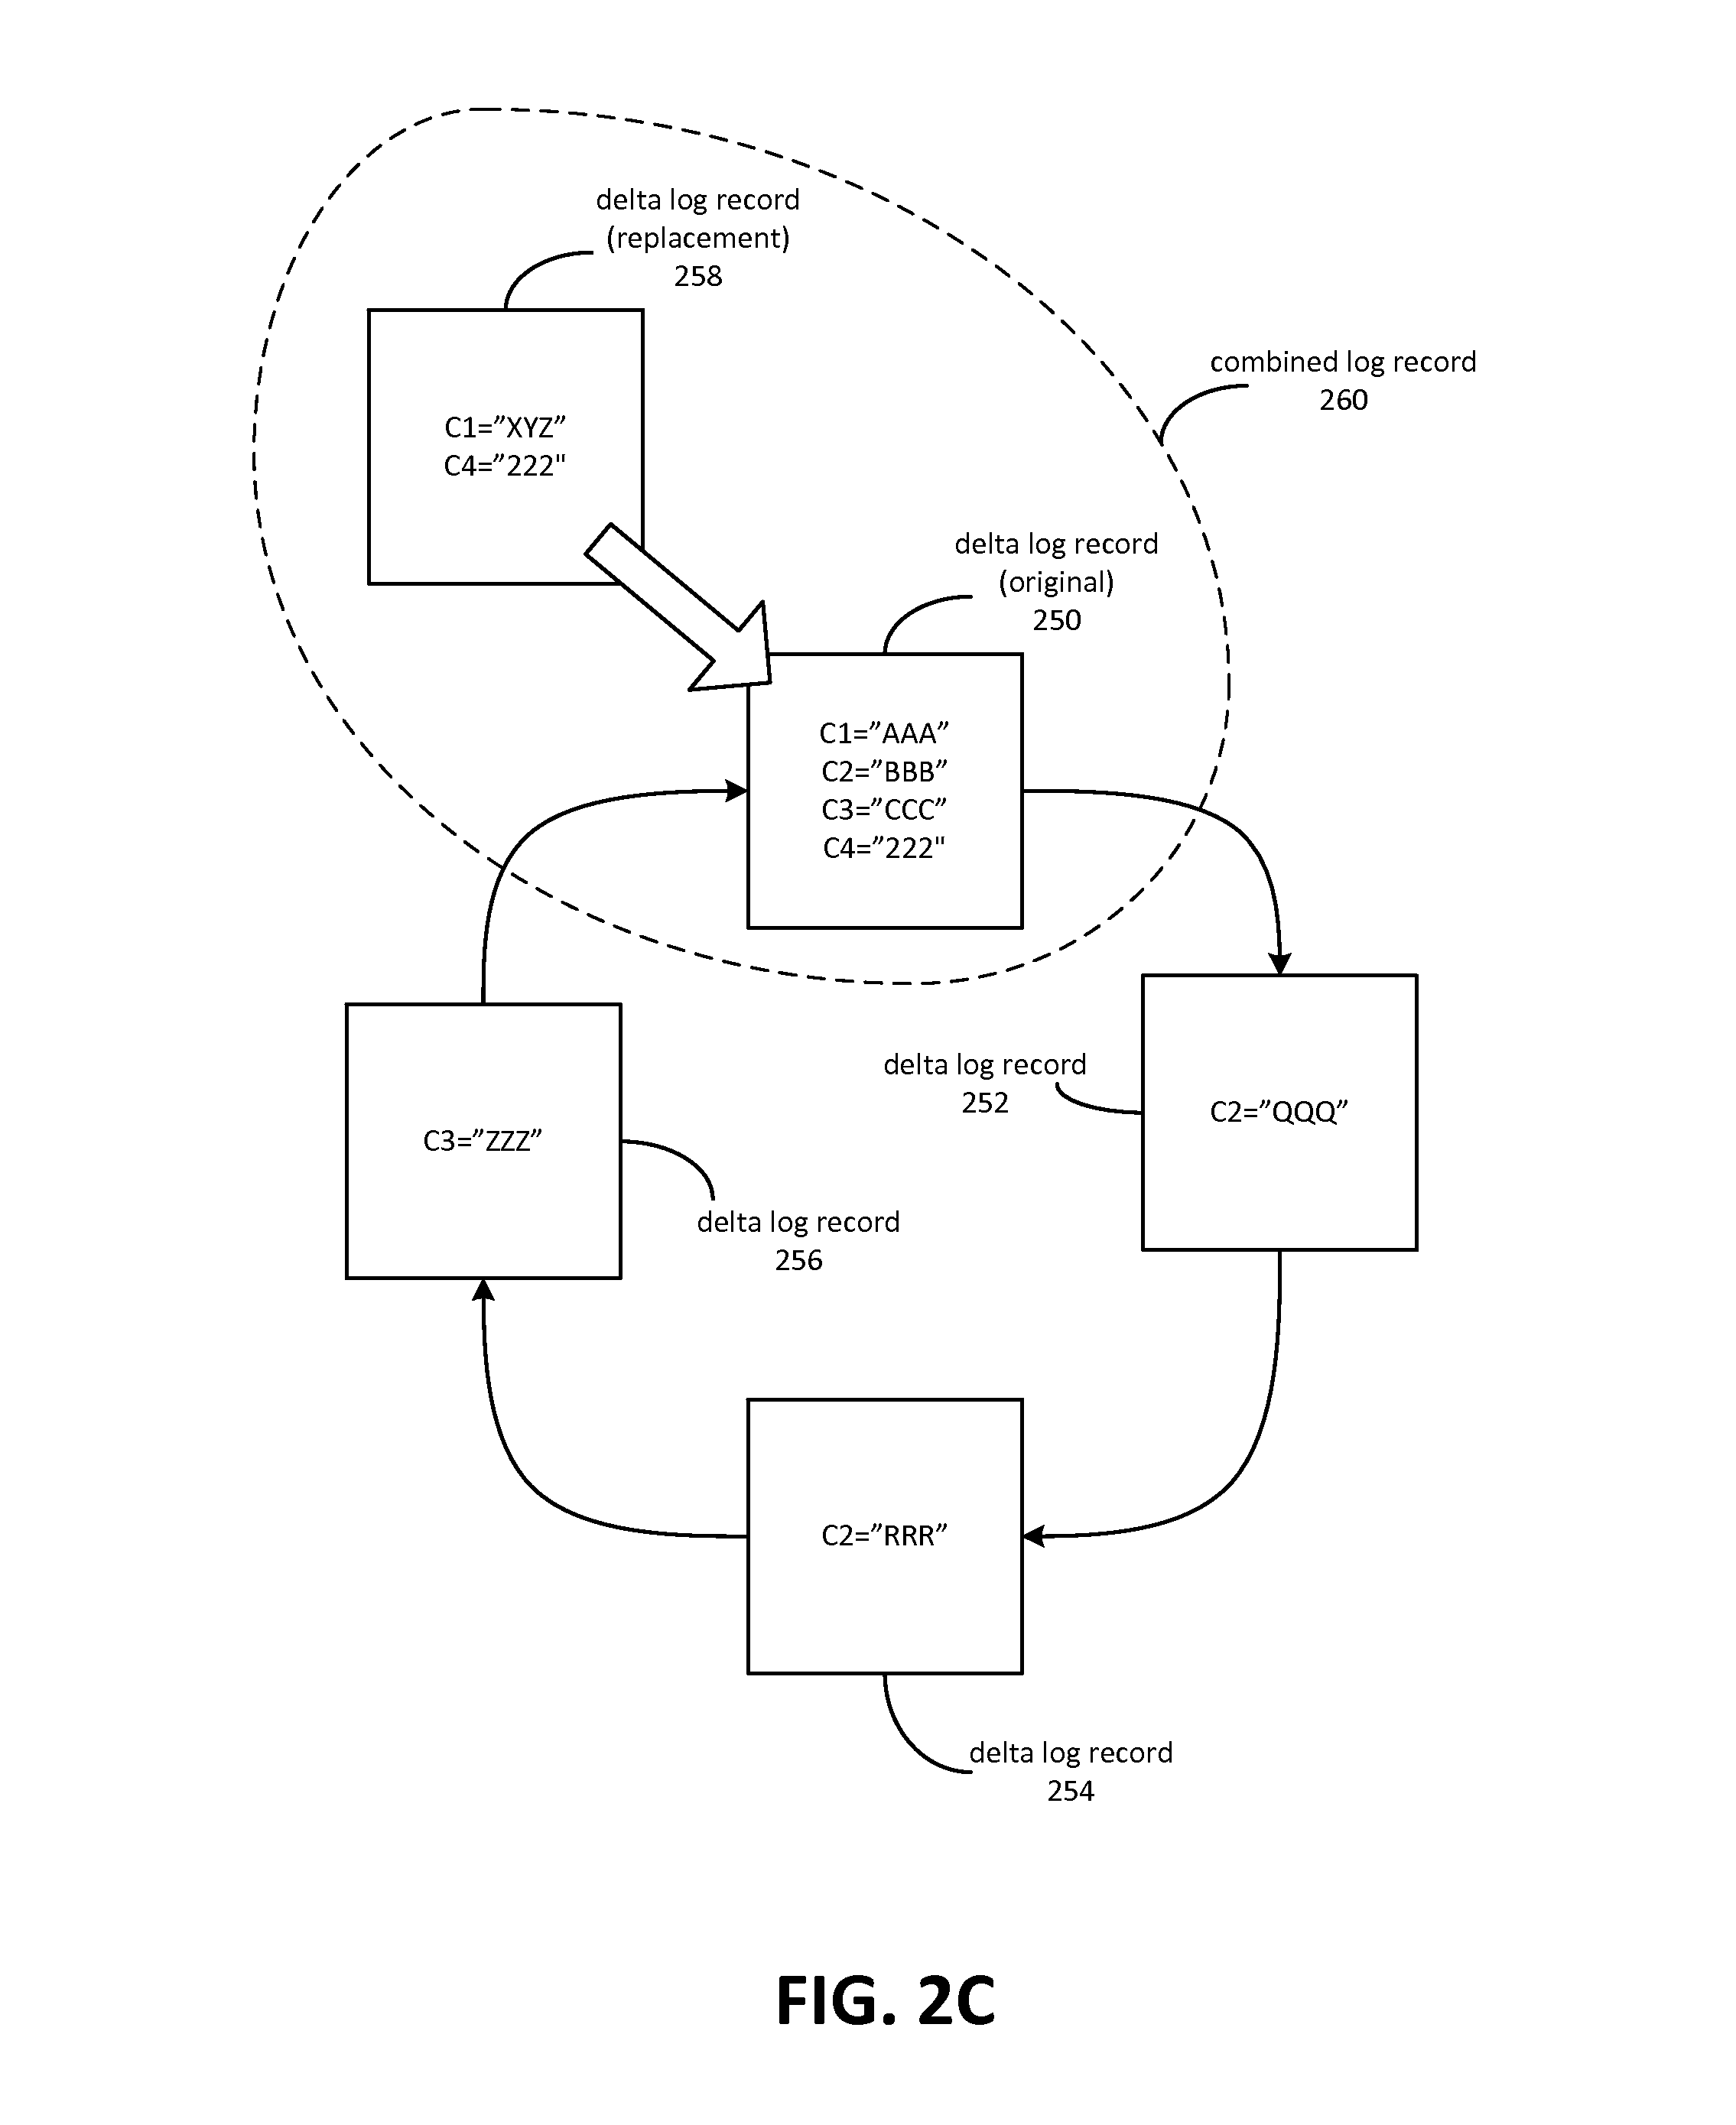 delta log record
(replacement)
258
combined log record
260
C1=”XYZ”
C4=”222"
delta log record
(original)
250
C1=”AAA”
C2=”BBB”
C3=”CCC”
C4=”222"
delta log record
252
C2=”QQQ”
C3=”ZZZ”
delta log record
256
C2=”RRR”
delta log record
254
FIG. 2C